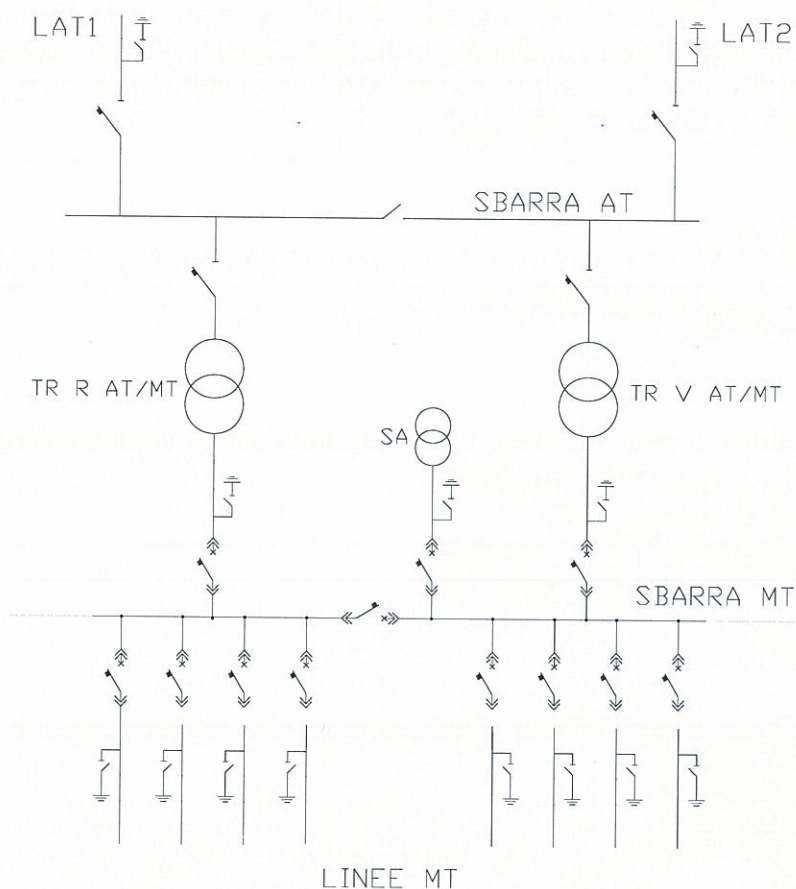 LAT1
LAT2
SBARRA AT
TR R AT/MT
SA
TR V AT/MT
SBARRA MT
LINEE MT